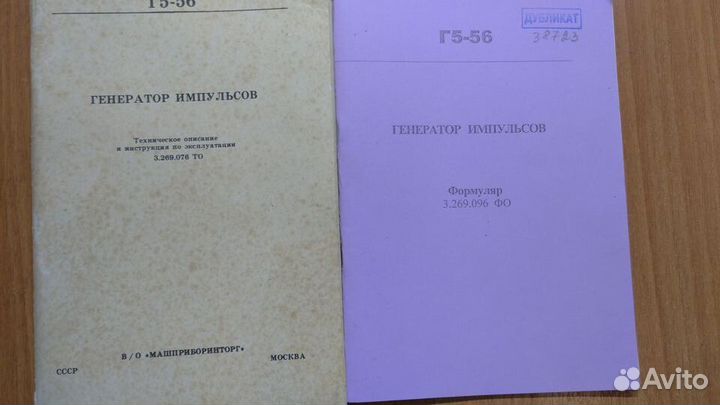 Г5-56
ГЕНЕРАТОР ИМПУЛЬСОВ
Техническое описание
и инструкция по эксплуатации
3.269.076 ТО
В/О «МАШПРИБОРИНТОРГ»
СССР МОСКВА
ДУБЛИКАТ
38723
Г5-56
ГЕНЕРАТОР ИМПУЛЬСОВ
Формуляр
3.269.096 ФО
Avito